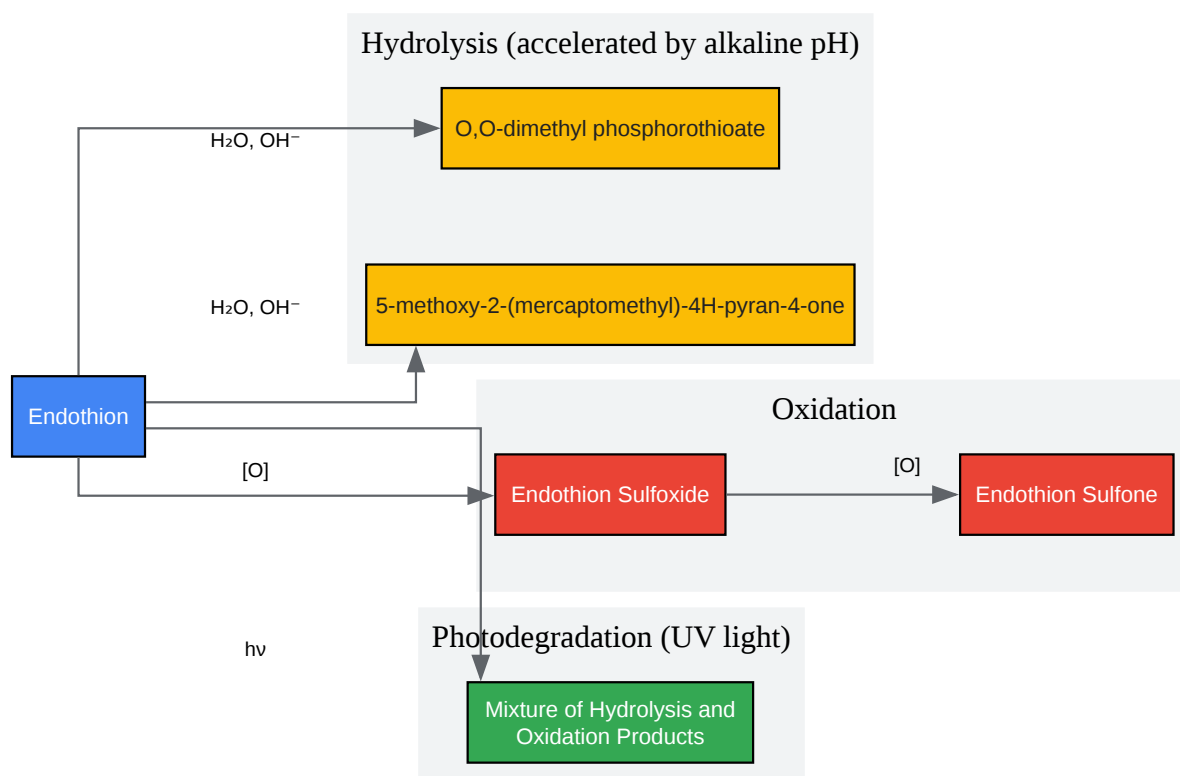 Hydrolysis (accelerated by alkaline pH)
O,O-dimethyl phosphorothioate
H₂O, OH⁻
5-methoxy-2-(mercaptomethyl)-4H-pyran-4-one
H₂O, OH⁻
Endothion
Oxidation
[O]
Endothion Sulfoxide
[O]
Endothion Sulfone
Photodegradation (UV light)
hν
Mixture of Hydrolysis and
Oxidation Products